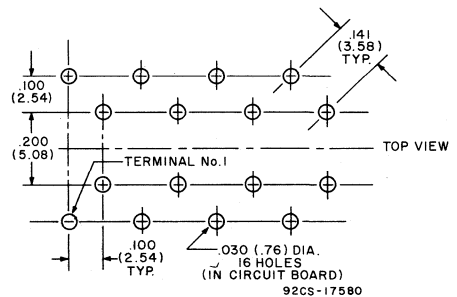 .141
(3.58)
TYP.
.100
(2.54)
.200
(5.08)
TOP VIEW
TERMINAL No.1
.100
(2.54)
TYP.
.030 (.76) DIA.
16 HOLES
(IN CIRCUIT BOARD)
92CS-17580